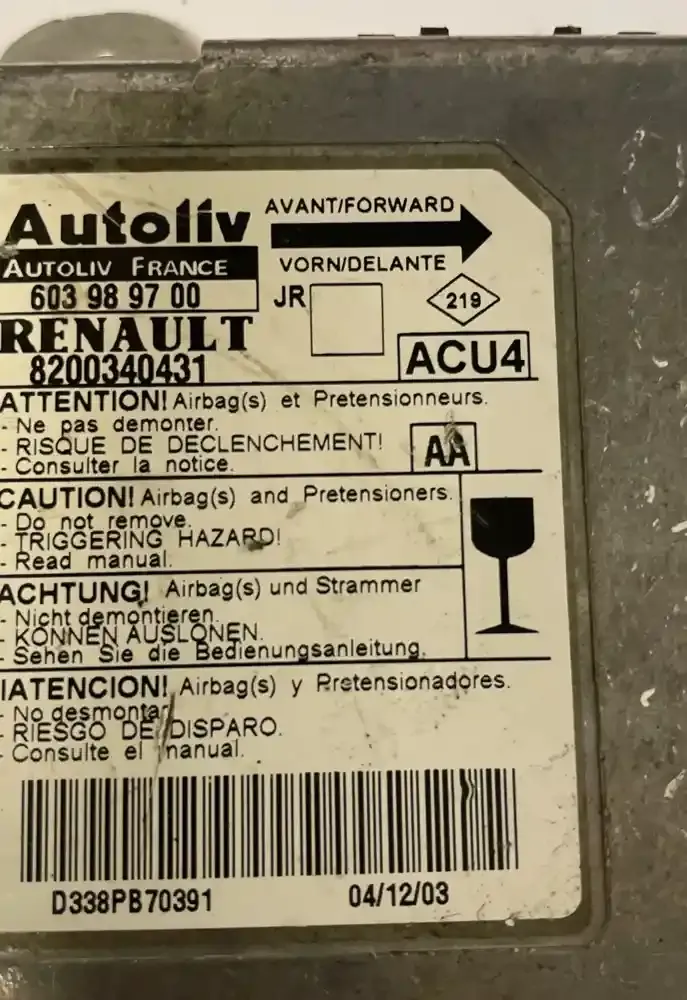 Autoliv
AVANT/FORWARD
AUTOLIV FRANCE
VORN/DELANTE
603 98 97 00
JR
219
RENAULT
ACU4
8200340431
ATTENTION! Airbag(s) et Pretensionneurs.
- Ne pas demonter.
- RISQUE DE DECLENCHEMENT!
- Consulter la notice.
AA
CAUTION! Airbag(s) and Pretensioners.
- Do not remove.
- TRIGGERING HAZARD!
- Read manual.
ACHTUNG! Airbag(s) und Strammer
- Nicht demontieren.
- KONNEN AUSLONEN.
- Sehen Sie die Bedienungsanleitung.
!ATENCION! Airbag(s) y Pretensionadores.
- No desmontar
- RIESGO DE DISPARO.
- Consulte el manual.
D338PB70391
04/12/03